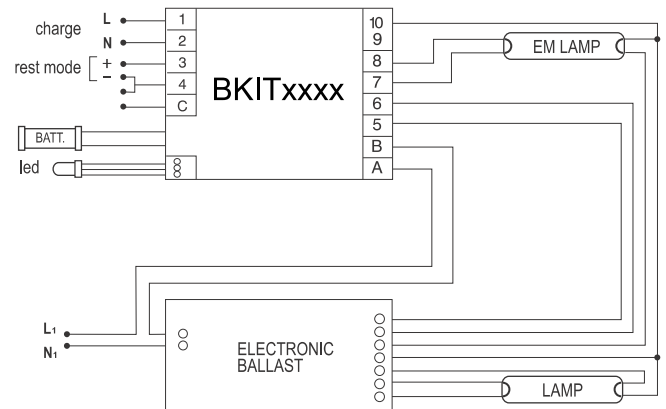 charge
L
N
rest mode
+
−
1
2
3
4
C
BKITxxxx
10
9
8
7
6
5
B
A
EM LAMP
BATT.
led
L1
N1
ELECTRONIC
BALLAST
LAMP